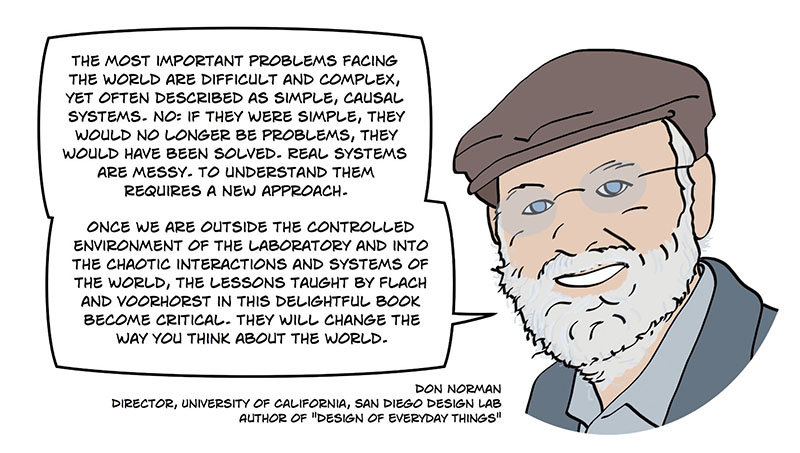 THE MOST IMPORTANT PROBLEMS FACING
THE WORLD ARE DIFFICULT AND COMPLEX,
YET OFTEN DESCRIBED AS SIMPLE, CAUSAL
SYSTEMS. NO: IF THEY WERE SIMPLE, THEY
WOULD NO LONGER BE PROBLEMS, THEY
WOULD HAVE BEEN SOLVED. REAL SYSTEMS
ARE MESSY. TO UNDERSTAND THEM
REQUIRES A NEW APPROACH.
ONCE WE ARE OUTSIDE THE CONTROLLED
ENVIRONMENT OF THE LABORATORY AND INTO
THE CHAOTIC INTERACTIONS AND SYSTEMS OF
THE WORLD, THE LESSONS TAUGHT BY FLACH
AND VOORHORST IN THIS DELIGHTFUL BOOK
BECOME CRITICAL. THEY WILL CHANGE THE
WAY YOU THINK ABOUT THE WORLD.
DON NORMAN
DIRECTOR, UNIVERSITY OF CALIFORNIA, SAN DIEGO DESIGN LAB
AUTHOR OF "DESIGN OF EVERYDAY THINGS"